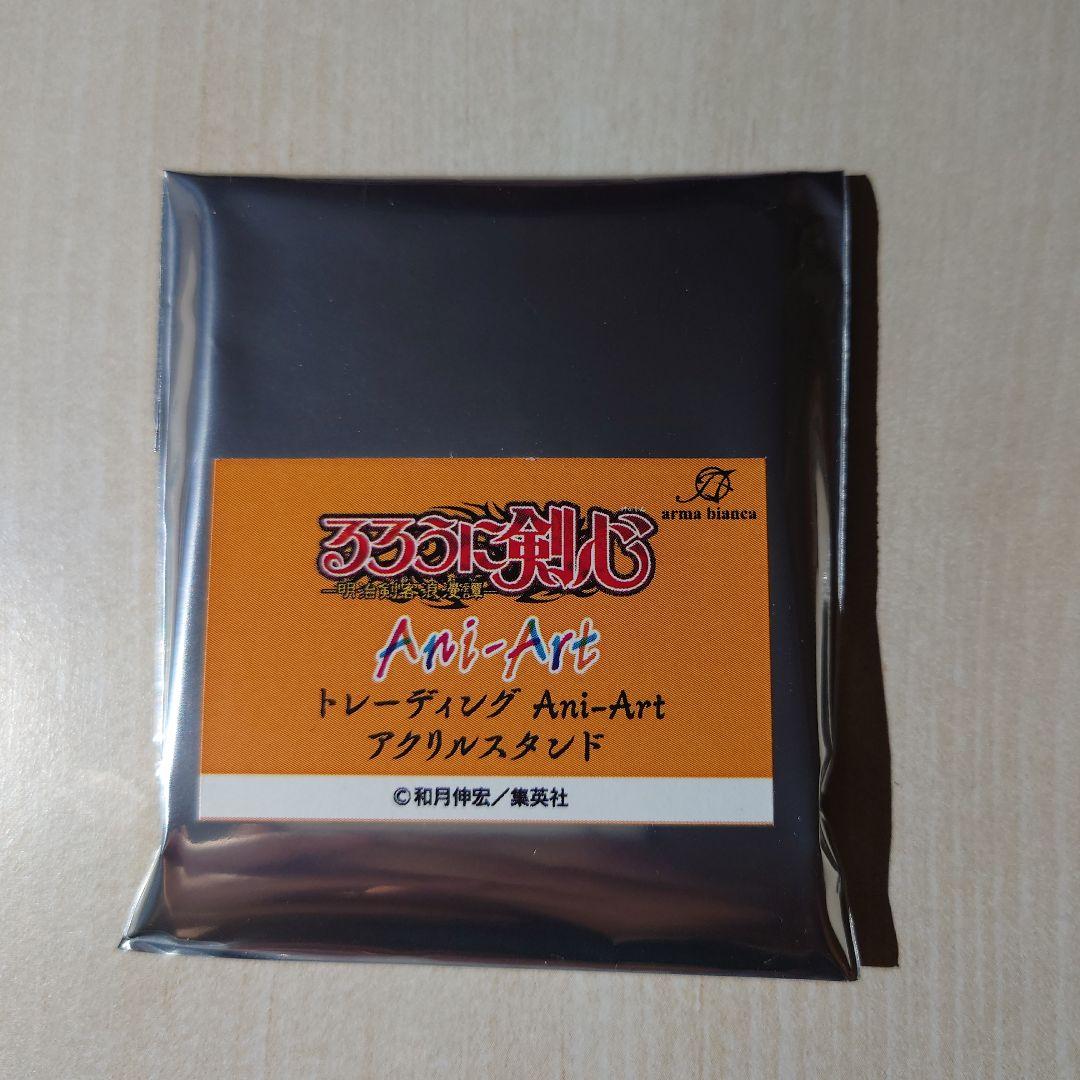 arma bianca
るろうに剣心
−明治剣客浪漫譚−
Ani-Art
トレーディング Ani-Art
アクリルスタンド
©和月伸宏／集英社